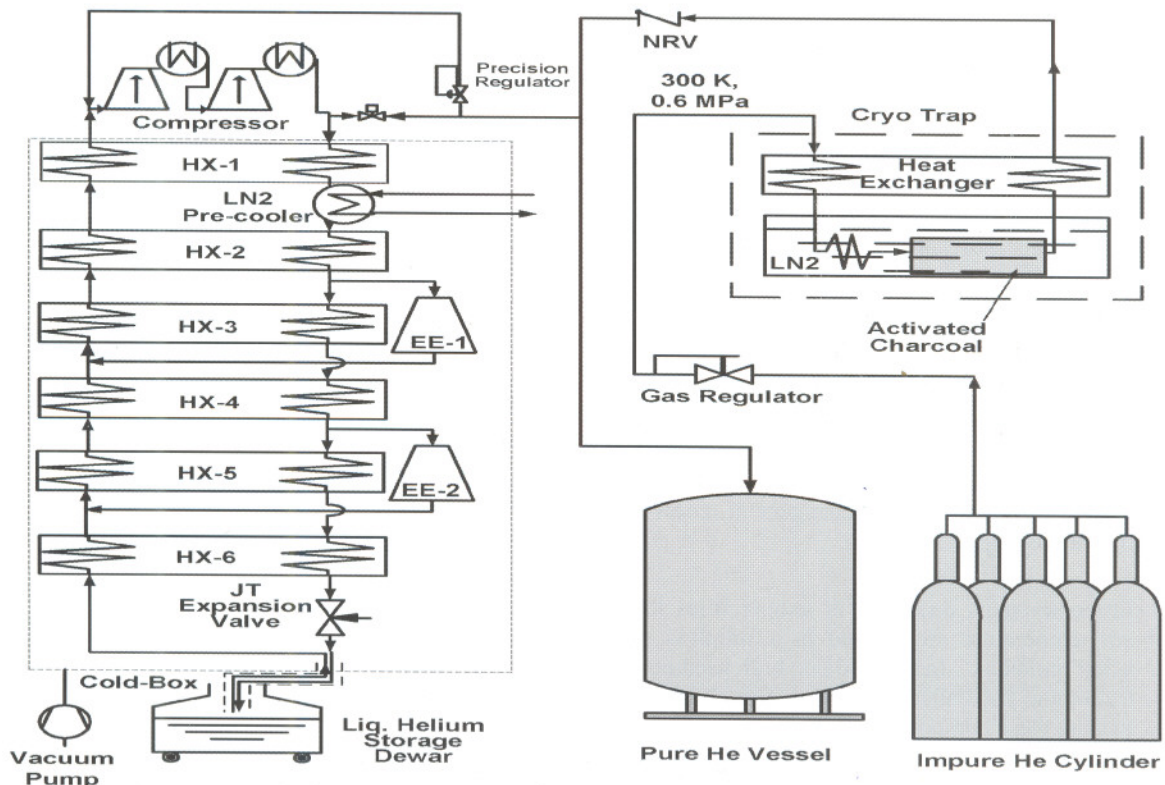 NRV
Precision
Regulator
300 K,
0.6 MPa
Compressor
Cryo Trap
HX-1
Heat
Exchanger
LN2
Pre-cooler
HX-2
LN2
HX-3
EE-1
Activated
Charcoal
HX-4
Gas Regulator
HX-5
EE-2
HX-6
JT
Expansion
Valve
Cold-Box
Liq. Helium
Storage
Dewar
Vacuum
Pump
Pure He Vessel
Impure He Cylinder